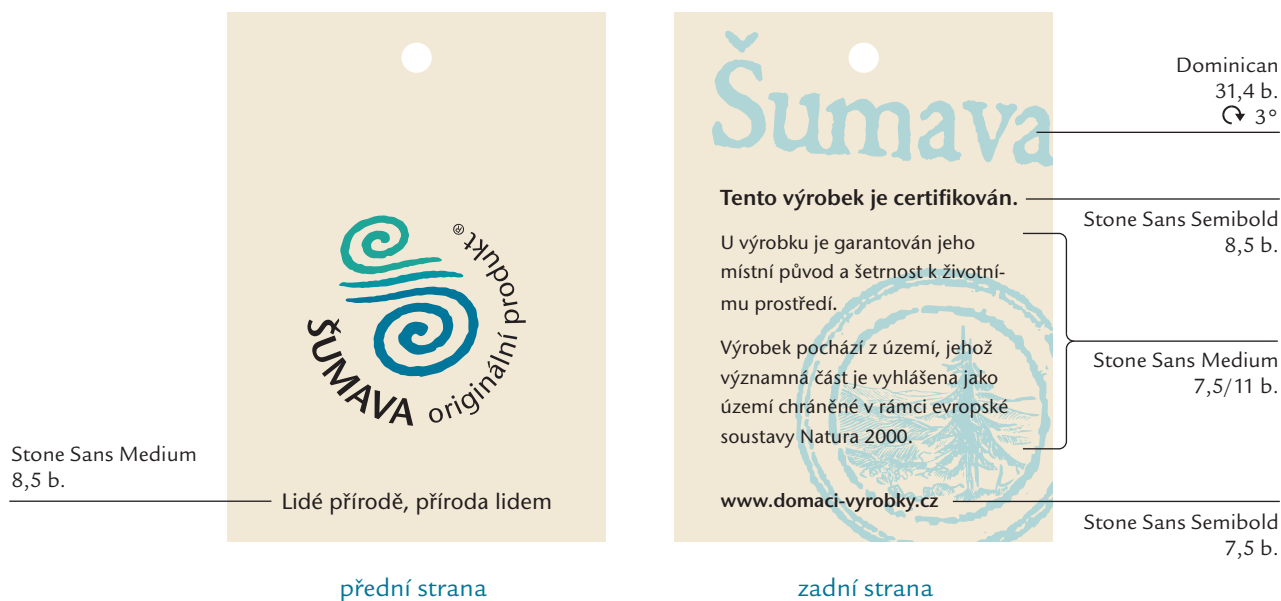 ŠUMAVA originální produkt ®
Stone Sans Medium
8,5 b.
Lidé přírodě, příroda lidem
přední strana
Šumava
Tento výrobek je certifikován.
U výrobku je garantován jeho
místní původ a šetrnost k životní-
mu prostředí.
Výrobek pochází z území, jehož
významná část je vyhlášena jako
území chráněné v rámci evropské
soustavy Natura 2000.
www.domaci-vyrobky.cz
zadní strana
Dominican
31,4 b.
3°
Stone Sans Semibold
8,5 b.
Stone Sans Medium
7,5/11 b.
Stone Sans Semibold
7,5 b.